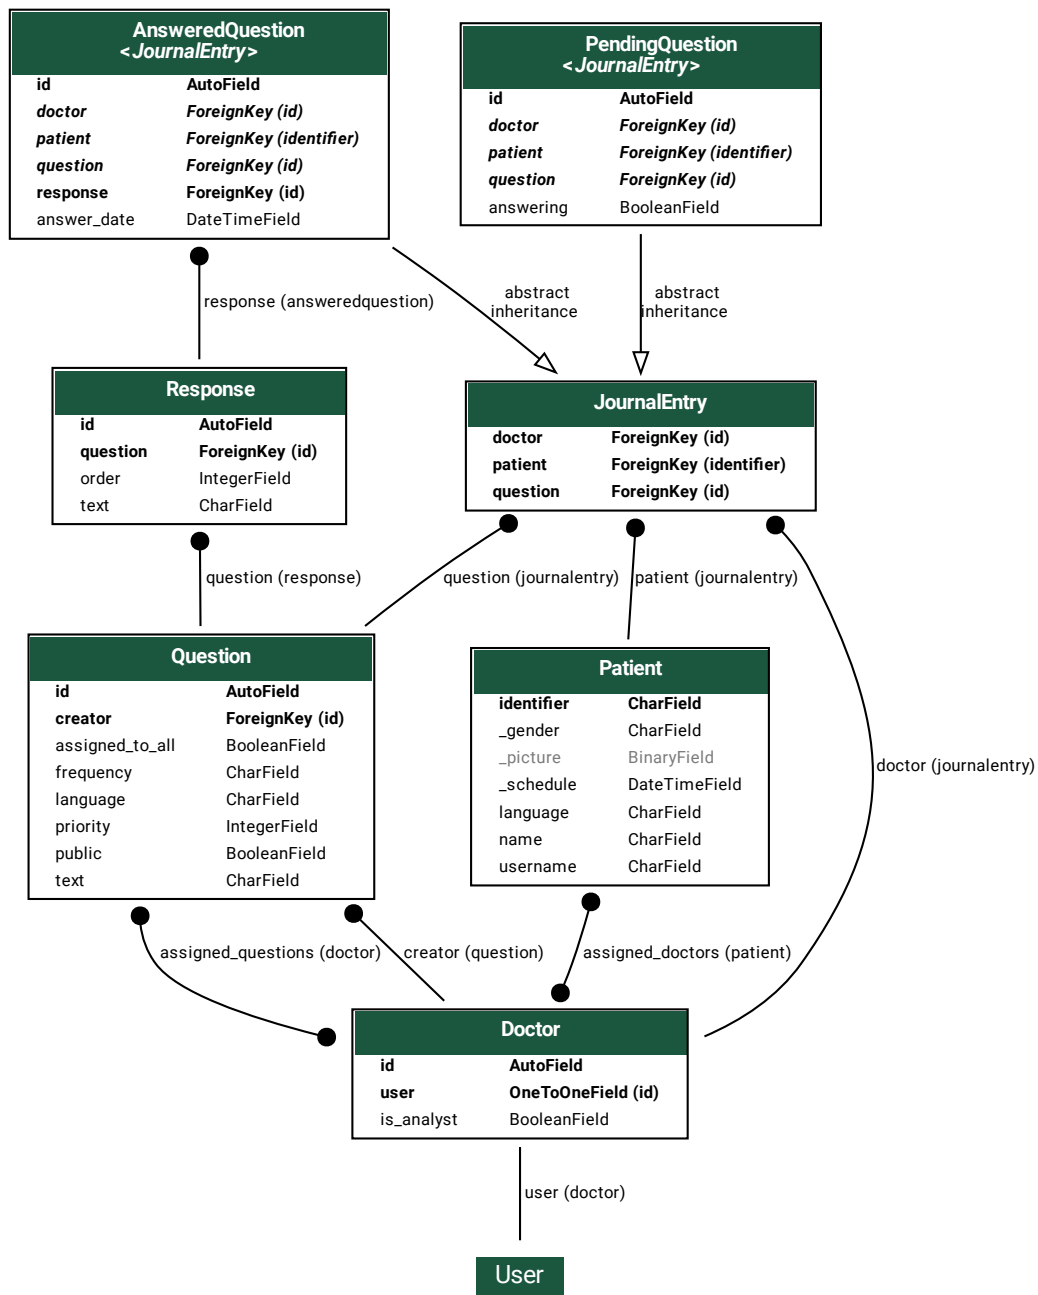 AnsweredQuestion
<JournalEntry>
id AutoField
doctor ForeignKey (id)
patient ForeignKey (identifier)
question ForeignKey (id)
response ForeignKey (id)
answer_date DateTimeField
PendingQuestion
<JournalEntry>
id AutoField
doctor ForeignKey (id)
patient ForeignKey (identifier)
question ForeignKey (id)
answering BooleanField
response (answeredquestion)
abstract
inheritance
abstract
inheritance
Response
id AutoField
question ForeignKey (id)
order IntegerField
text CharField
JournalEntry
doctor ForeignKey (id)
patient ForeignKey (identifier)
question ForeignKey (id)
question (response)
question (journalentry)
patient (journalentry)
doctor (journalentry)
Question
id AutoField
creator ForeignKey (id)
assigned_to_all BooleanField
frequency CharField
language CharField
priority IntegerField
public BooleanField
text CharField
Patient
identifier CharField
_gender CharField
_picture BinaryField
_schedule DateTimeField
language CharField
name CharField
username CharField
assigned_questions (doctor)
creator (question)
assigned_doctors (patient)
Doctor
id AutoField
user OneToOneField (id)
is_analyst BooleanField
user (doctor)
User